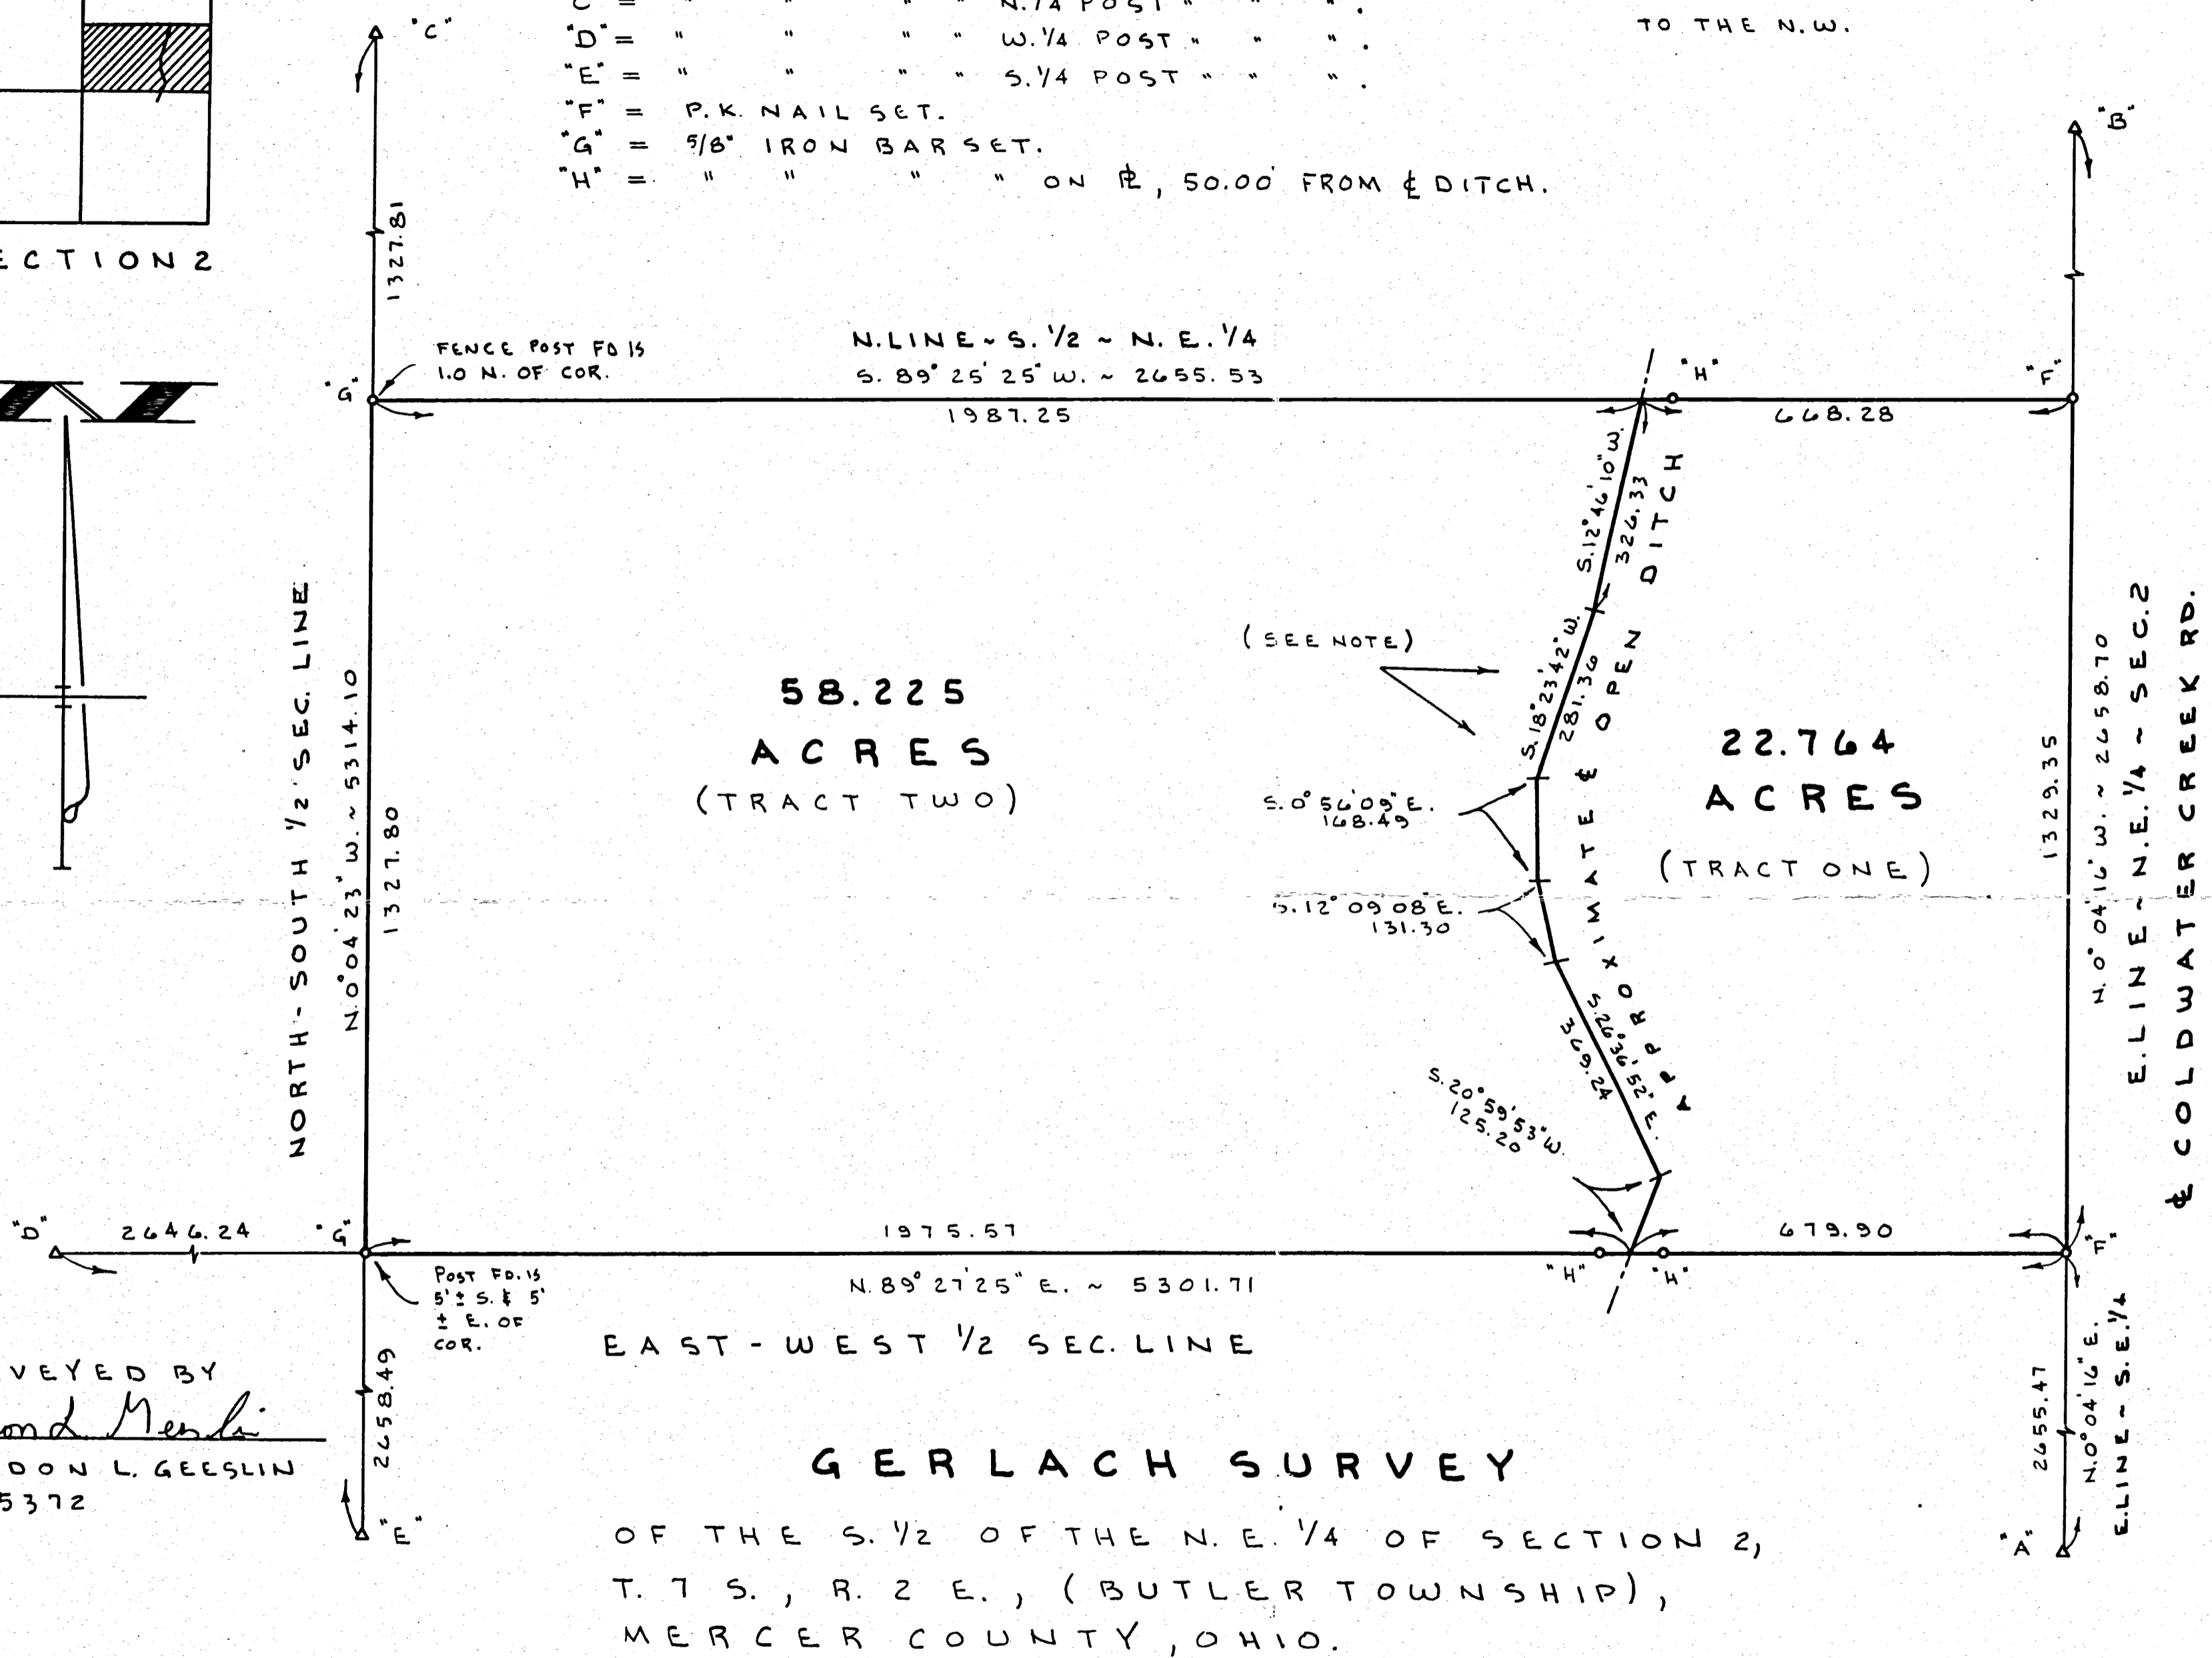 "C"
"D" = " " " " W. 1/4 POST " " " .
"E" = " " " " S. 1/4 POST " " " .
"F" = P.K. NAIL SET.
"G" = 5/8" IRON BAR SET.
"H" = " " " " ON ⅊, 50.00' FROM ℄ DITCH.
TO THE N.W.
"B"
SECTION 2
1327.81
FENCE POST FD IS
1.0 N. OF COR.
N. LINE ~ S. 1/2 ~ N. E. 1/4
S. 89° 25' 25" W. ~ 2655.53
"G"
"H"
"F"
1987.25
668.28
S. 12° 46' 10" W.
326.33
S. 18° 23' 42" W.
281.36
APPROXIMATE ℄ OPEN DITCH
(SEE NOTE)
NORTH - SOUTH 1/2' SEC. LINE
N. 0° 04' 23" W. ~ 5314.10
1327.80
58.225
ACRES
(TRACT TWO)
22.764
ACRES
(TRACT ONE)
S. 0° 56' 09" E.
168.49
S. 12° 09' 08" E.
131.30
S. 26° 36' 52" E.
369.24
S. 20° 59' 53" W.
125.20
1329.35
N. 0° 04' 16" W. ~ 2658.70
E. LINE ~ N.E. 1/4 ~ SEC. 2
℄ COLDWATER CREEK RD.
"D"
2646.24
"G"
1975.57
679.90
"H"
"H"
"F"
POST FD. IS
5' ± S. & 5'
± E. OF
COR.
N. 89° 27' 25" E. ~ 5301.71
EAST - WEST 1/2 SEC. LINE
2658.49
"E"
2655.47
N. 0° 04' 16" E.
E. LINE ~ S.E. 1/4
"A"
VEYED BY
DON L. GEESLIN
5372
GERLACH SURVEY
OF THE S. 1/2 OF THE N. E. 1/4 OF SECTION 2,
T. 7 S., R. 2 E., (BUTLER TOWNSHIP),
MERCER COUNTY, OHIO.